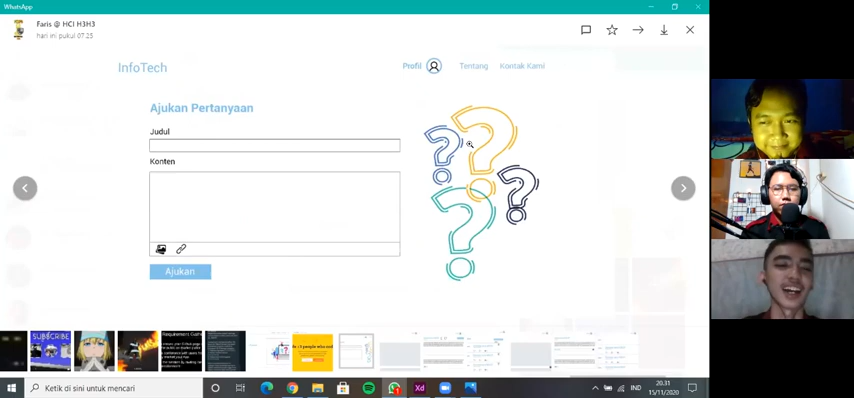 WhatsApp
Faris @ HCI H3H3
hari ini pukul 07.25
InfoTech
Profil
Tentang
Kontak Kami
Ajukan Pertanyaan
Judul
Konten
Ajukan
SUBSCRIBE
Ketik di sini untuk mencari
Xd
IND
20.31
15/11/2020